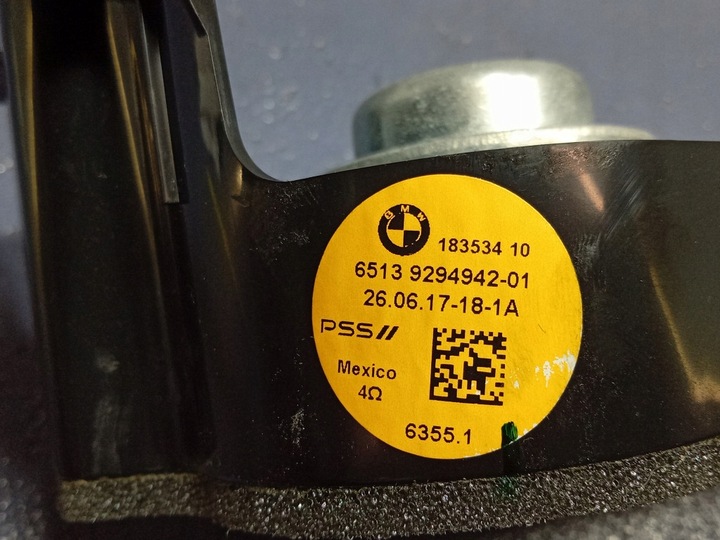 BMW
183534 10
6513 9294942-01
26.06.17-18-1A
PSS//
Mexico
4Ω
6355.1